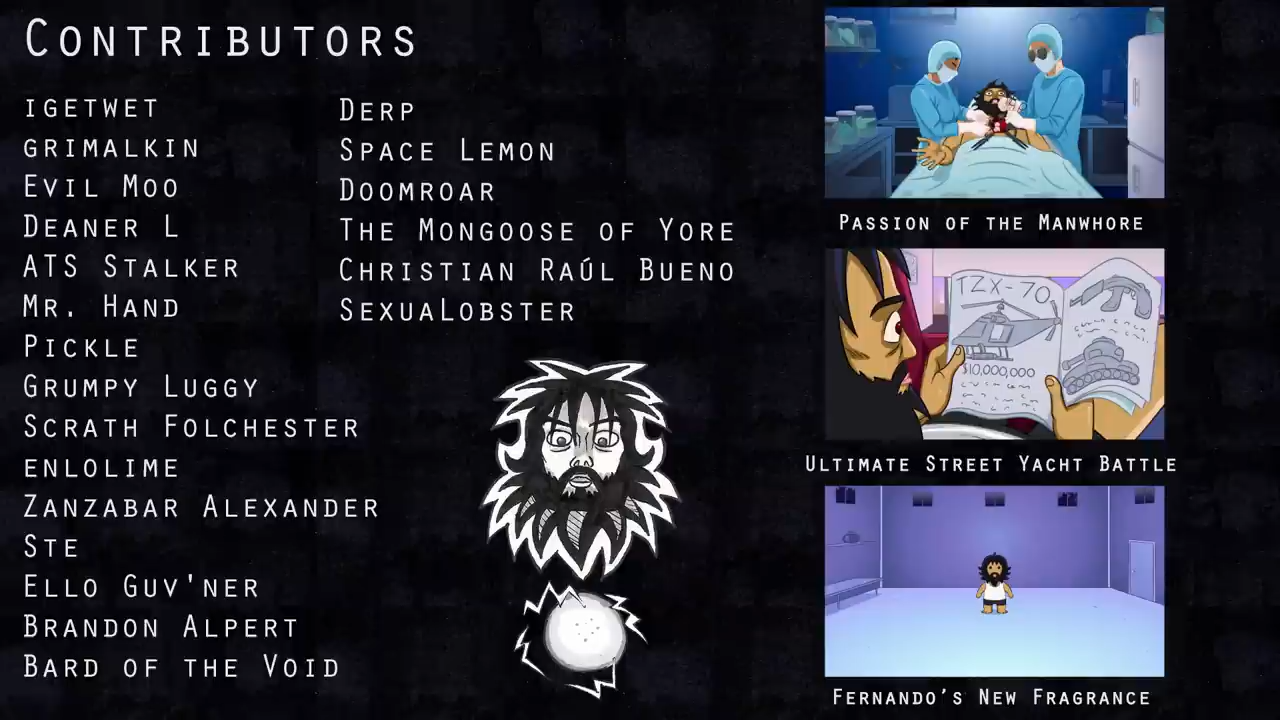 Contributors
igetwet
grimalkin
Evil Moo
Deaner L
ATS Stalker
Mr. Hand
Pickle
Grumpy Luggy
Scrath Folchester
enlolime
Zanzabar Alexander
Ste
Ello Guv'ner
Brandon Alpert
Bard of the Void
Derp
Space Lemon
Doomroar
The Mongoose of Yore
Christian Raúl Bueno
SexuaLobster
Passion of the Manwhore
TZX-70
$10,000,000
Ultimate Street Yacht Battle
Fernando's New Fragrance